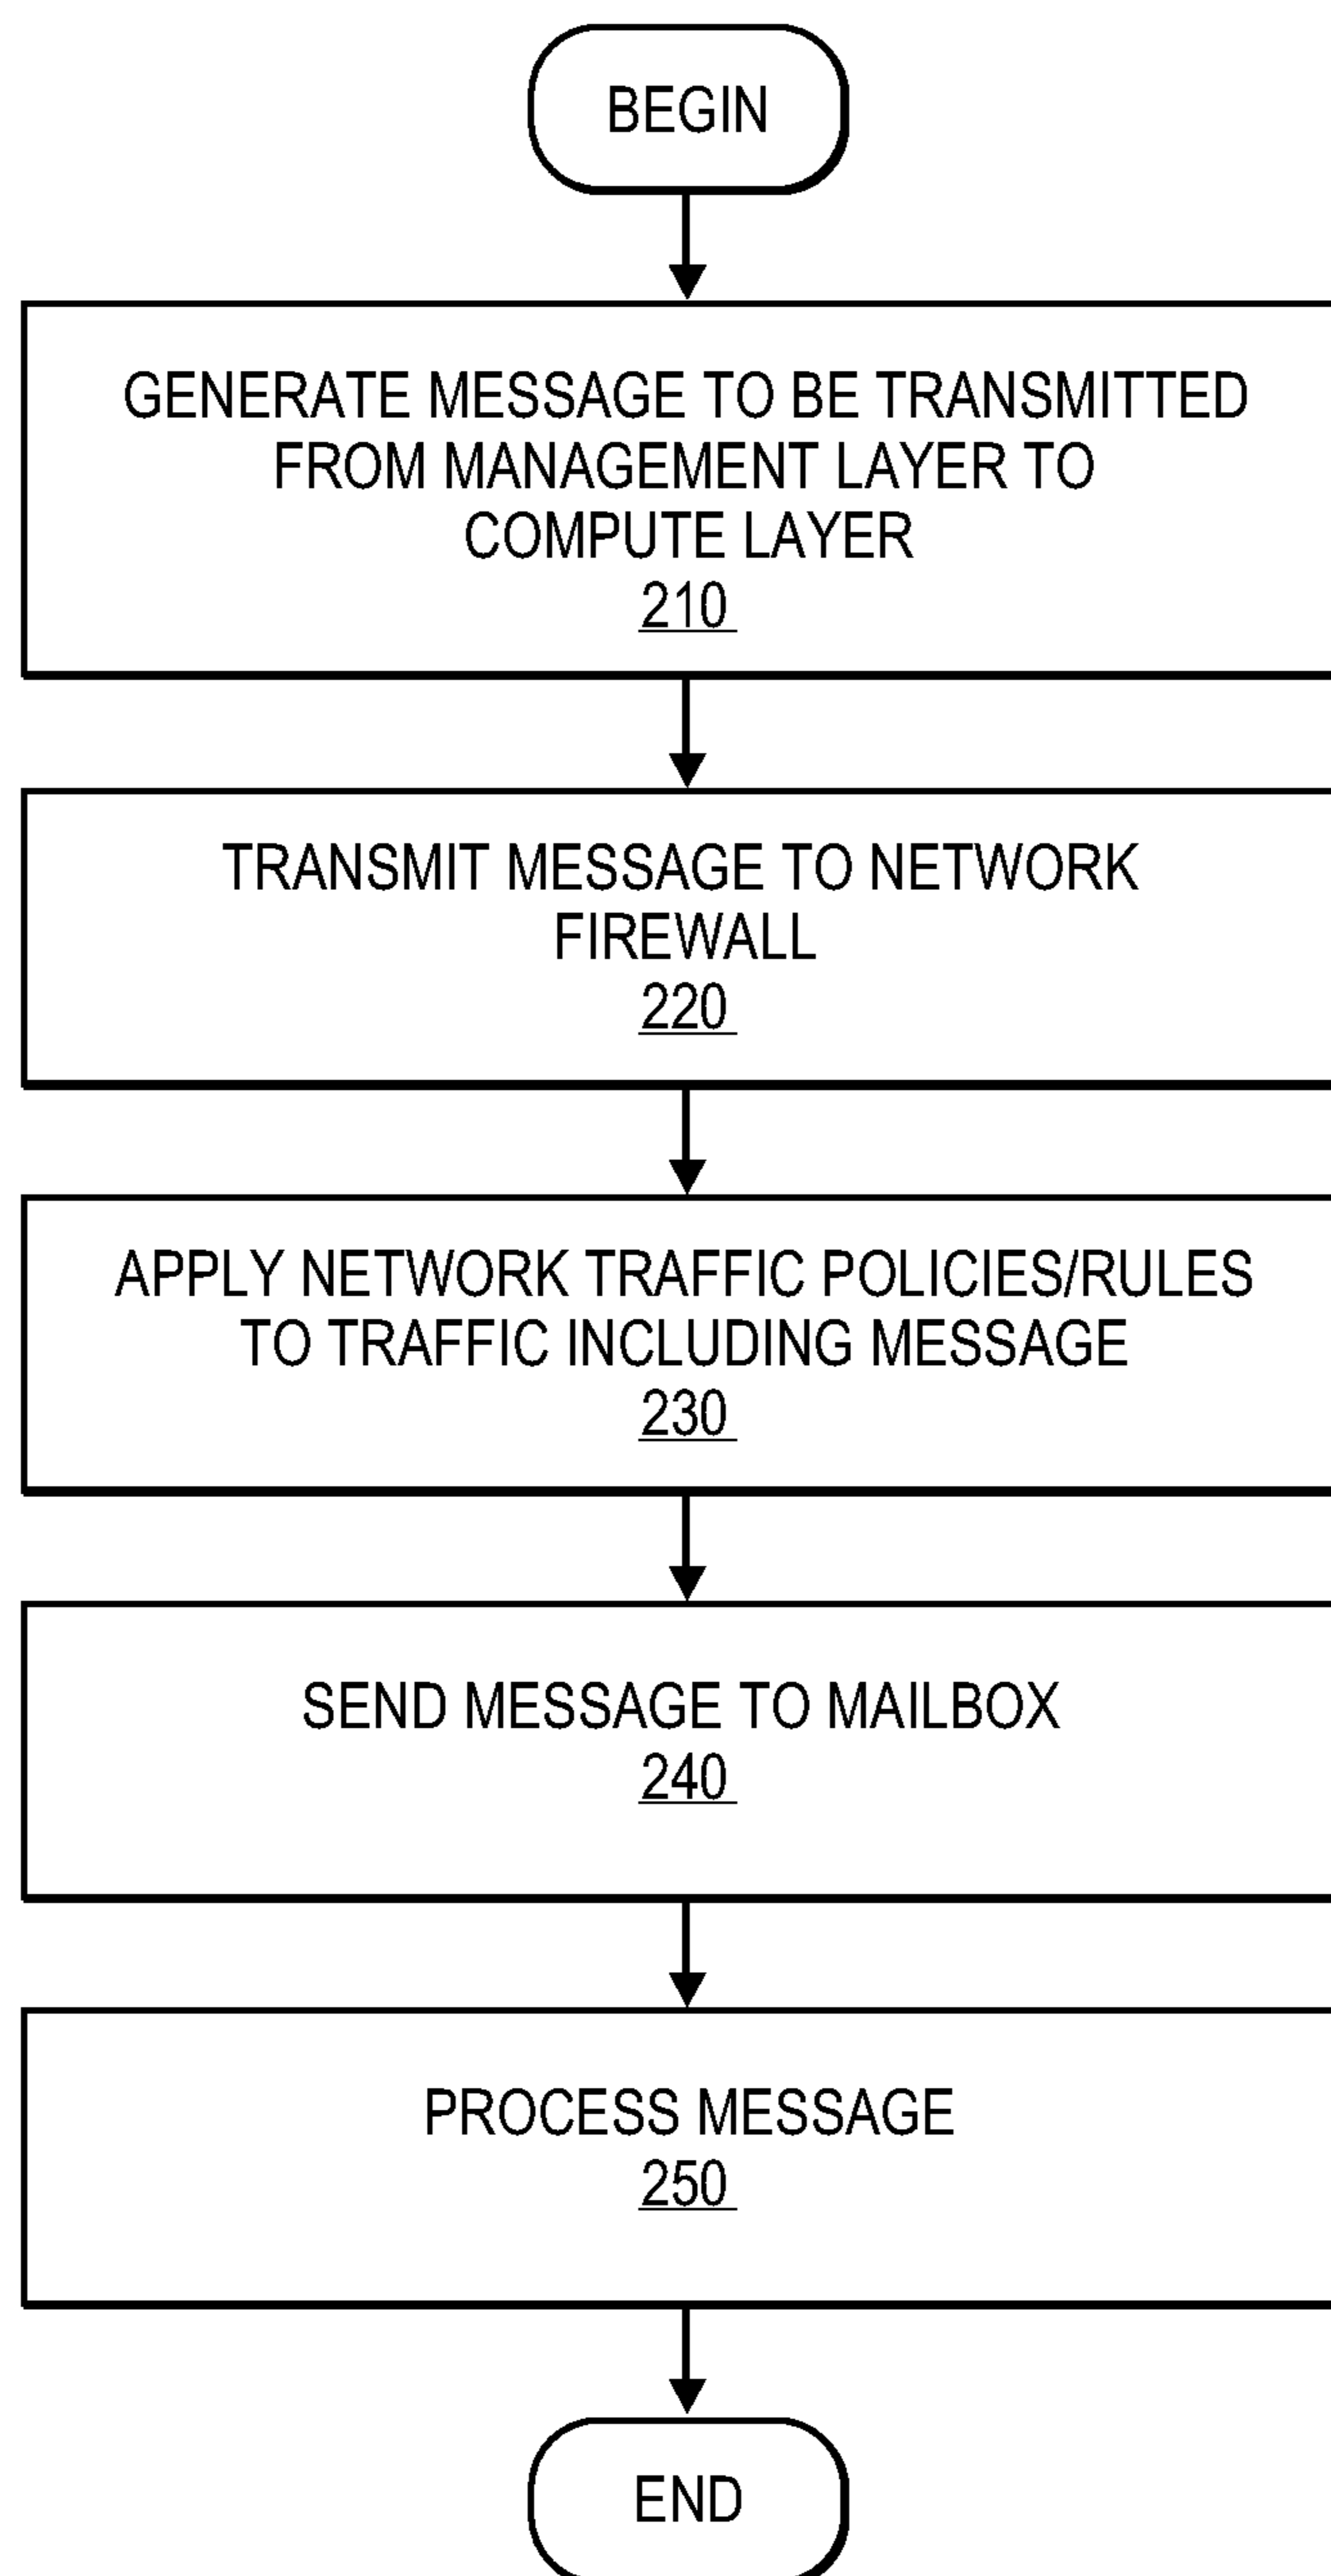 BEGIN
GENERATE MESSAGE TO BE TRANSMITTED
FROM MANAGEMENT LAYER TO
COMPUTE LAYER
210
TRANSMIT MESSAGE TO NETWORK
FIREWALL
220
APPLY NETWORK TRAFFIC POLICIES/RULES
TO TRAFFIC INCLUDING MESSAGE
230
SEND MESSAGE TO MAILBOX
240
PROCESS MESSAGE
250
END